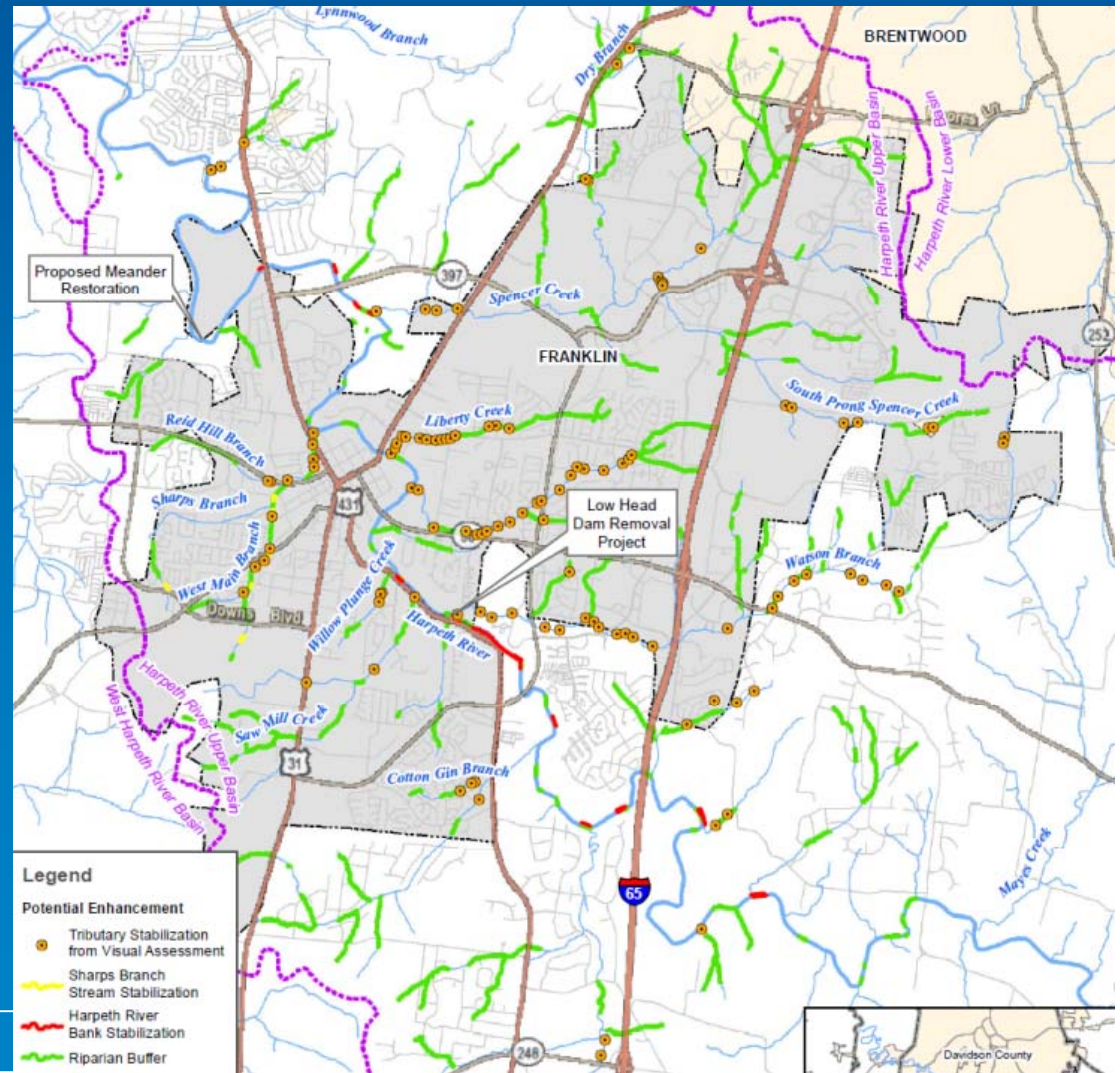 Lynnwood Branch
Dry Branch
BRENTWOOD
Harpeth River Upper Basin
Harpeth River Lower Basin
Proposed Meander
Restoration
397
Spencer Creek
252
FRANKLIN
South Prong Spencer Creek
Liberty Creek
Reid Hill Branch
Sharps Branch
431
Low Head
Dam Removal
Project
West Main Branch
Watson Branch
Downs Blvd
Willow Plunge Creek
Harpeth River
Harpeth River Upper Basin
West Harpeth River Basin
Saw Mill Creek
31
Cotton Gin Branch
Mayes Creek
65
248
Legend
Potential Enhancement
Tributary Stabilization
from Visual Assessment
Sharps Branch
Stream Stabilization
Harpeth River
Bank Stabilization
Riparian Buffer
Davidson County